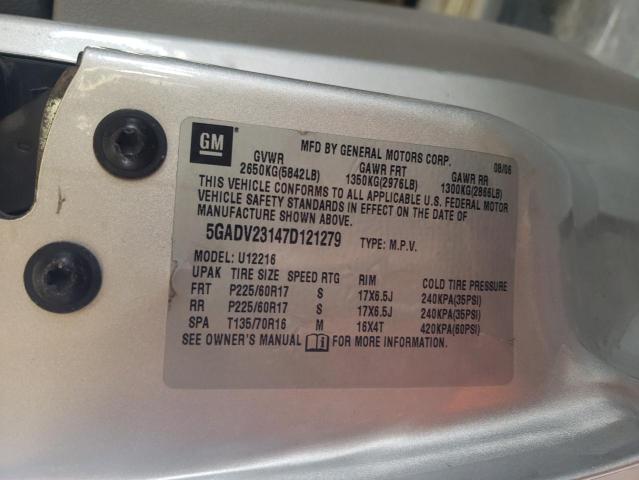 GM MFD BY GENERAL MOTORS CORP. 08/06
GVWR GAWR FRT GAWR RR
2650KG(5842LB) 1350KG(2976LB) 1300KG(2866LB)
THIS VEHICLE CONFORMS TO ALL APPLICABLE U.S. FEDERAL MOTOR
VEHICLE SAFETY STANDARDS IN EFFECT ON THE DATE OF
MANUFACTURE SHOWN ABOVE.
5GADV23147D121279 TYPE: M.P.V.
MODEL: U12216
UPAK TIRE SIZE SPEED RTG RIM COLD TIRE PRESSURE
FRT P225/60R17 S 17X6.5J 240KPA(35PSI)
RR P225/60R17 S 17X6.5J 240KPA(35PSI)
SPA T135/70R16 M 16X4T 420KPA(60PSI)
SEE OWNER'S MANUAL FOR MORE INFORMATION.